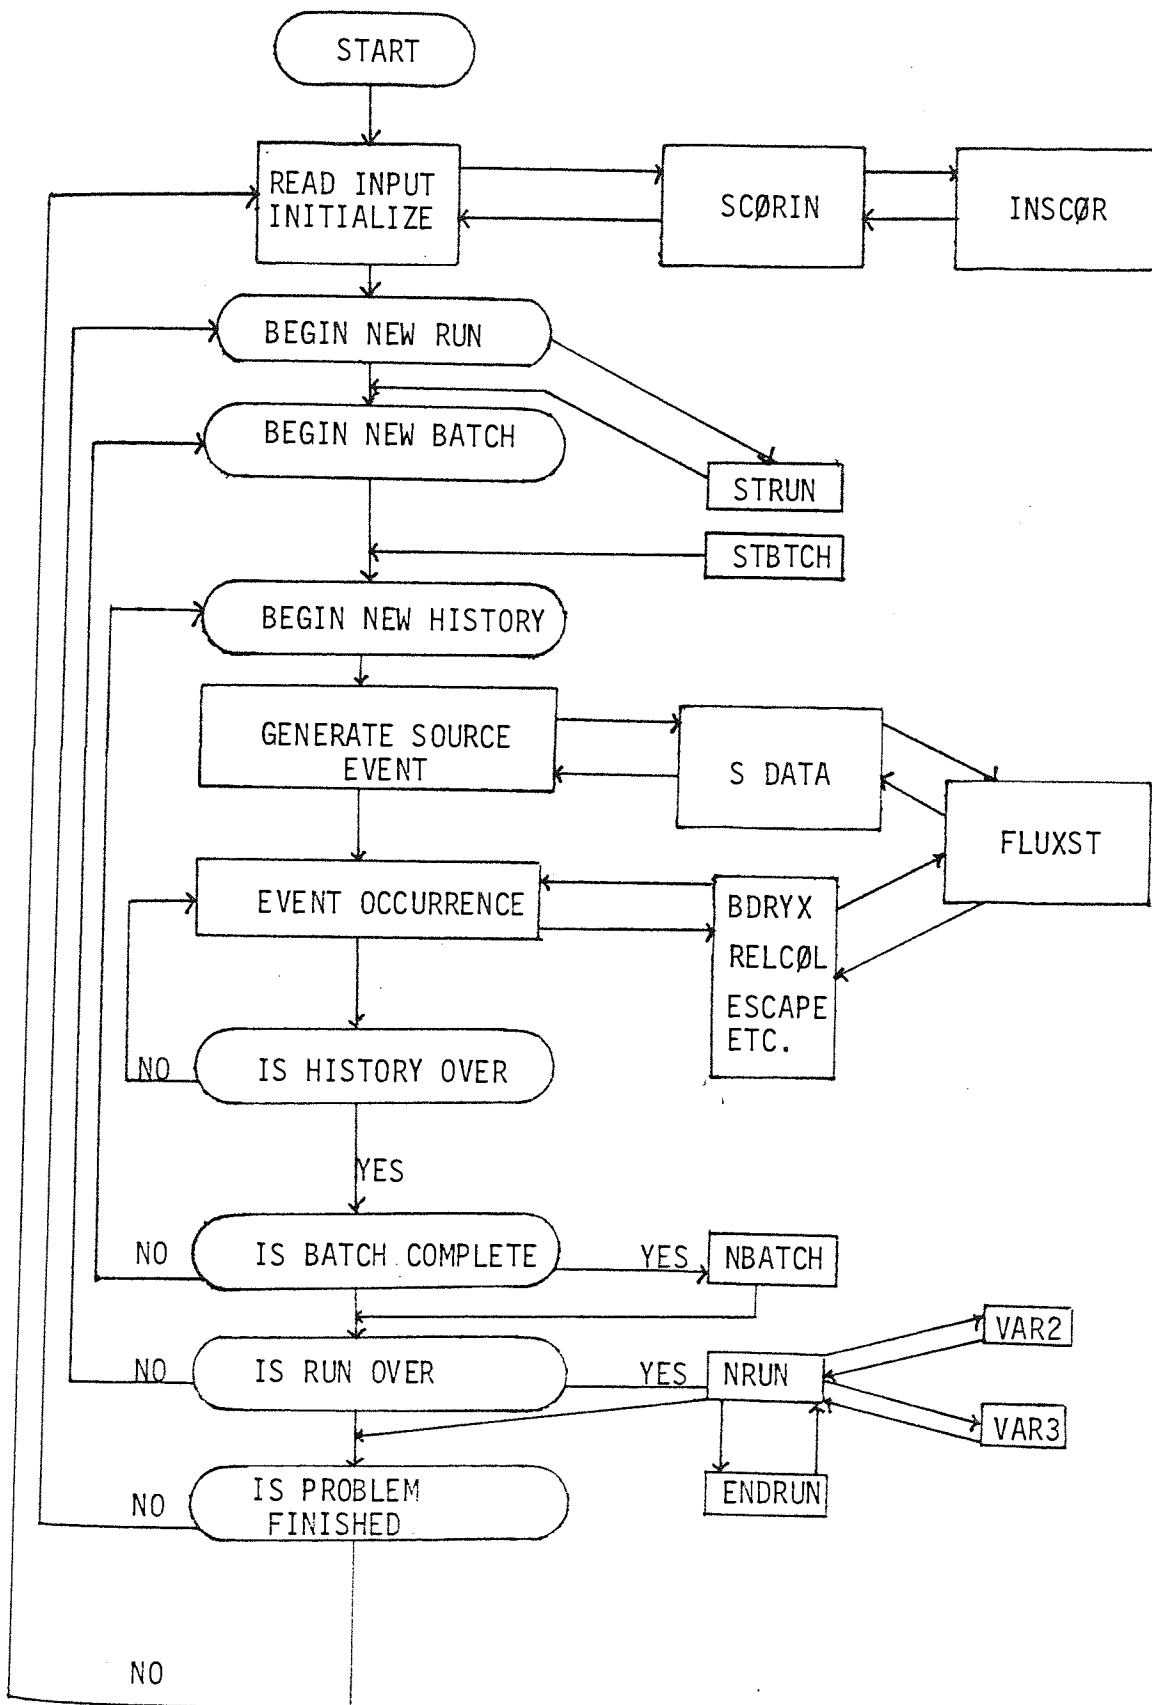 START
READ INPUT
INITIALIZE
SCØRIN
INSCØR
BEGIN NEW RUN
BEGIN NEW BATCH
STRUN
STBTCH
BEGIN NEW HISTORY
GENERATE SOURCE
EVENT
S DATA
FLUXST
EVENT OCCURRENCE
BDRYX
RELCØL
ESCAPE
ETC.
NO
IS HISTORY OVER
YES
NO
IS BATCH COMPLETE
YES
NBATCH
NO
IS RUN OVER
YES
NRUN
VAR2
VAR3
NO
IS PROBLEM
FINISHED
ENDRUN
NO